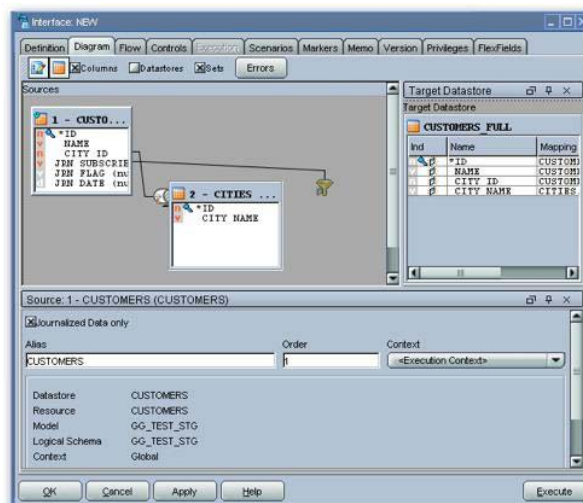 Interface: NEW
Definition Diagram Flow Controls Execution Scenarios Markers Memo Version Privileges FlexFields
Columns Datastores Sets Errors
Sources
1 - CUSTO...
*ID
NAME
CITY ID
JRN SUBSCRIE
JRN FLAG (nu
JRN DATE (nu
2 - CITIES ...
*ID
CITY NAME
Target Datastore
Target Datastore
CUSTOMERS_FULL
Ind Name Mapping
*ID CUSTOM
NAME CUSTOM
CITY ID CUSTOM
CITY NAME CITIES
Source: 1 - CUSTOMERS (CUSTOMERS)
Journalized Data only
Alias Order Context
CUSTOMERS 1 <Execution Context>
Datastore CUSTOMERS
Resource CUSTOMERS
Model GG_TEST_STG
Logical Schema GG_TEST_STG
Context Global
OK Cancel Apply Help Execute